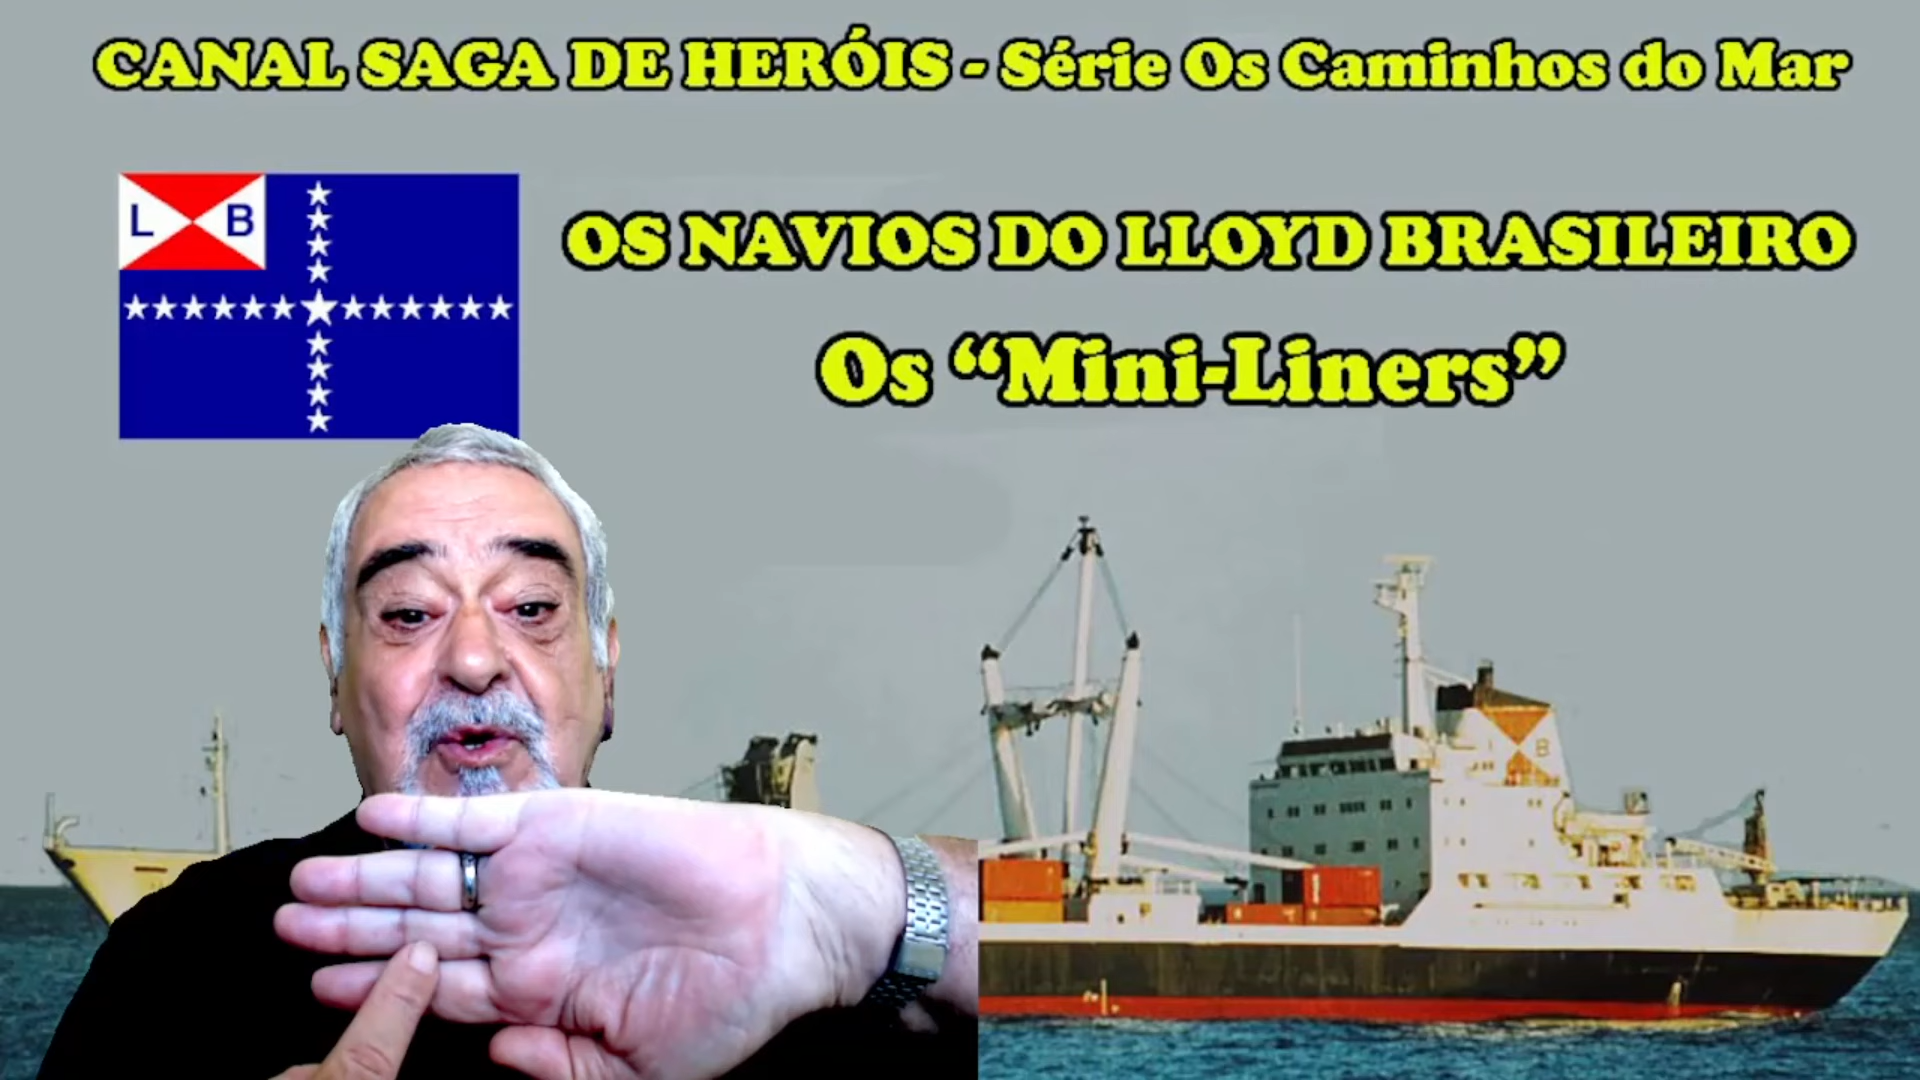 CANAL SAGA DE HERÓIS - Série Os Caminhos do Mar
L B
OS NAVIOS DO LLOYD BRASILEIRO
Os “Mini-Liners”
B